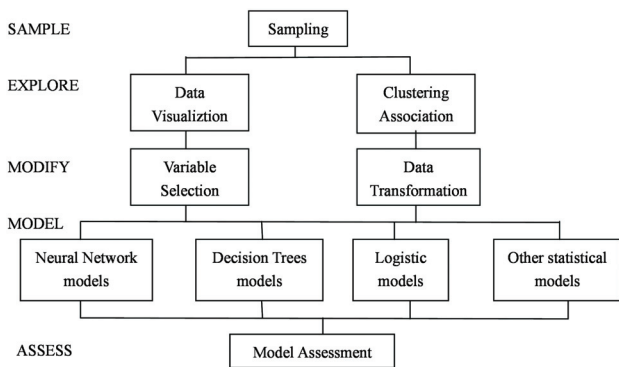 SAMPLE
Sampling
EXPLORE
Data
Visualiztion
Clustering
Association
MODIFY
Variable
Selection
Data
Transformation
MODEL
Neural Network
models
Decision Trees
models
Logistic
models
Other statistical
models
ASSESS
Model Assessment